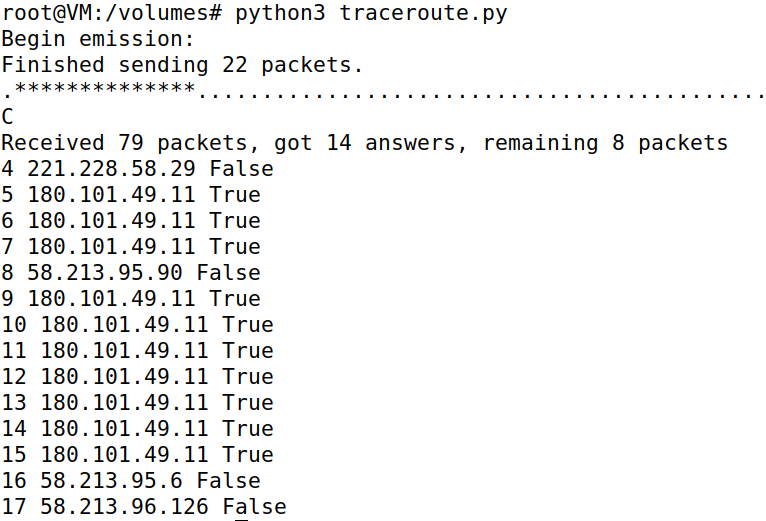 root@VM:/volumes# python3 traceroute.py
Begin emission:
Finished sending 22 packets.
.**************............................................
C
Received 79 packets, got 14 answers, remaining 8 packets
4 221.228.58.29 False
5 180.101.49.11 True
6 180.101.49.11 True
7 180.101.49.11 True
8 58.213.95.90 False
9 180.101.49.11 True
10 180.101.49.11 True
11 180.101.49.11 True
12 180.101.49.11 True
13 180.101.49.11 True
14 180.101.49.11 True
15 180.101.49.11 True
16 58.213.95.6 False
17 58.213.96.126 False